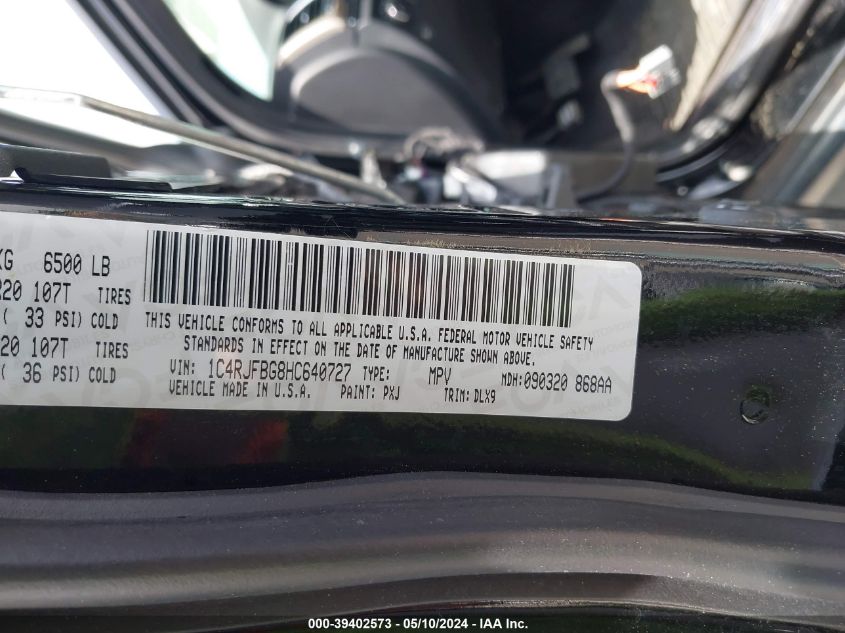 KG 6500 LB
R20 107T TIRES
( 33 PSI) COLD
R20 107T TIRES
( 36 PSI) COLD
THIS VEHICLE CONFORMS TO ALL APPLICABLE U.S.A. FEDERAL MOTOR VEHICLE SAFETY
STANDARDS IN EFFECT ON THE DATE OF MANUFACTURE SHOWN ABOVE.
VIN: 1C4RJFBG8HC640727 TYPE: MPV MDH:090320 868AA
VEHICLE MADE IN U.S.A. PAINT: PXJ TRIM: DLX9
000-39402573 - 05/10/2024 - IAA Inc.